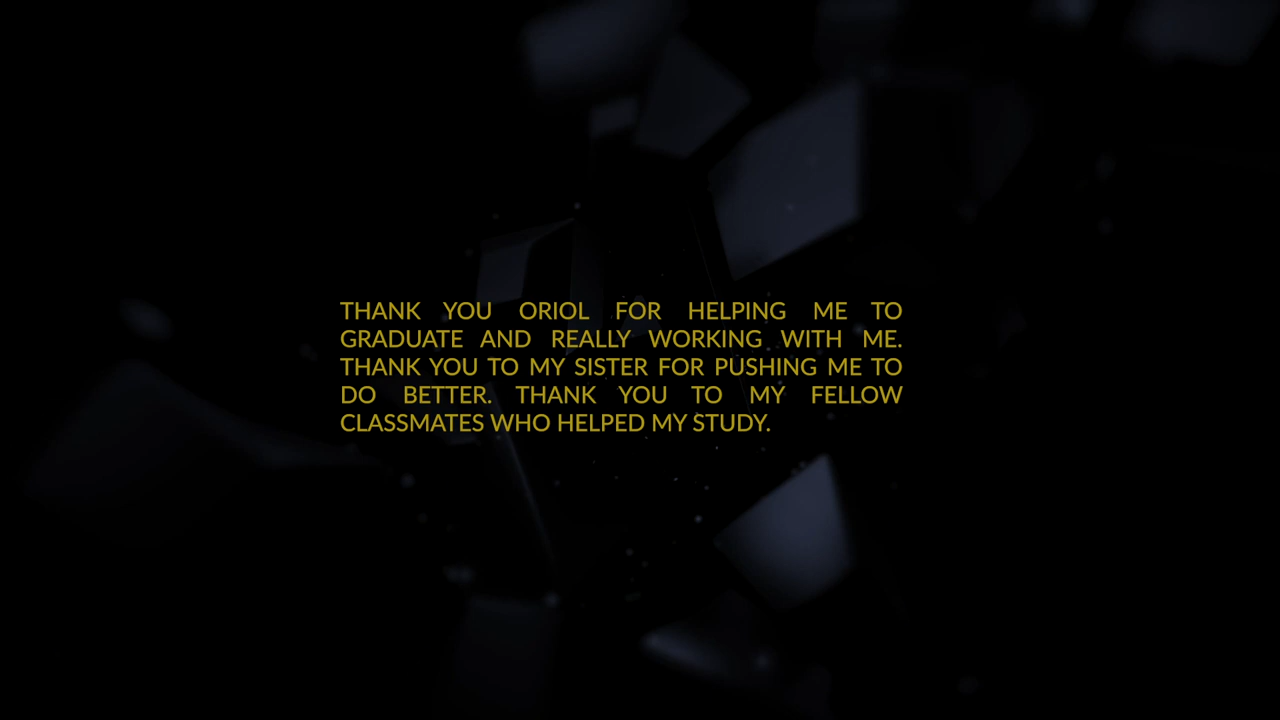 THANK YOU ORIOL FOR HELPING ME TO
GRADUATE AND REALLY WORKING WITH ME.
THANK YOU TO MY SISTER FOR PUSHING ME TO
DO BETTER. THANK YOU TO MY FELLOW
CLASSMATES WHO HELPED MY STUDY.